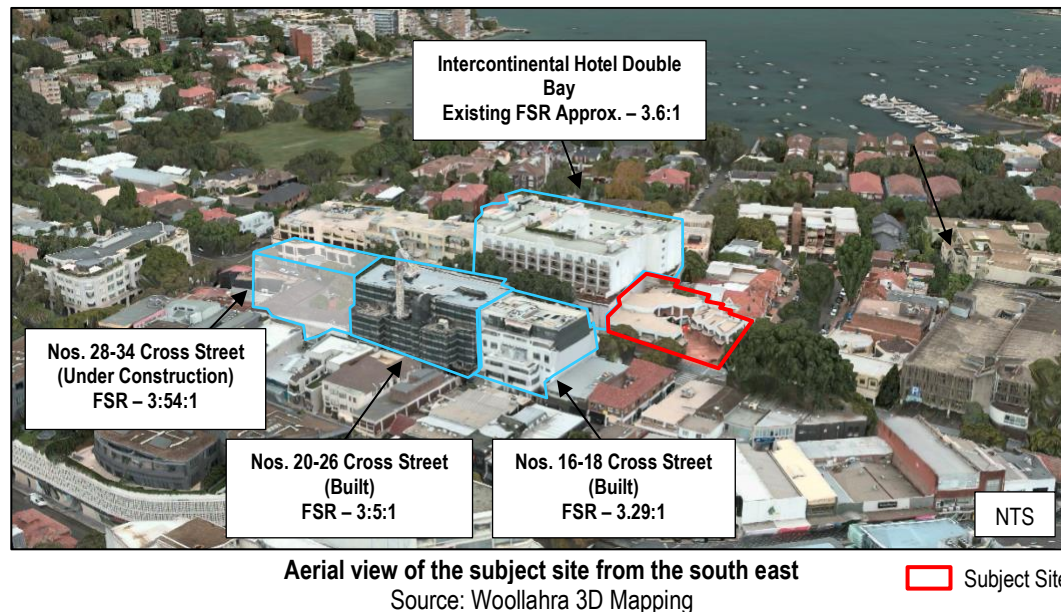 Intercontinental Hotel Double
Bay
Existing FSR Approx. – 3.6:1
Nos. 28-34 Cross Street
(Under Construction)
FSR – 3:54:1
Nos. 20-26 Cross Street
(Built)
FSR – 3:5:1
Nos. 16-18 Cross Street
(Built)
FSR – 3.29:1
NTS
Aerial view of the subject site from the south east
Source: Woollahra 3D Mapping
Subject Site